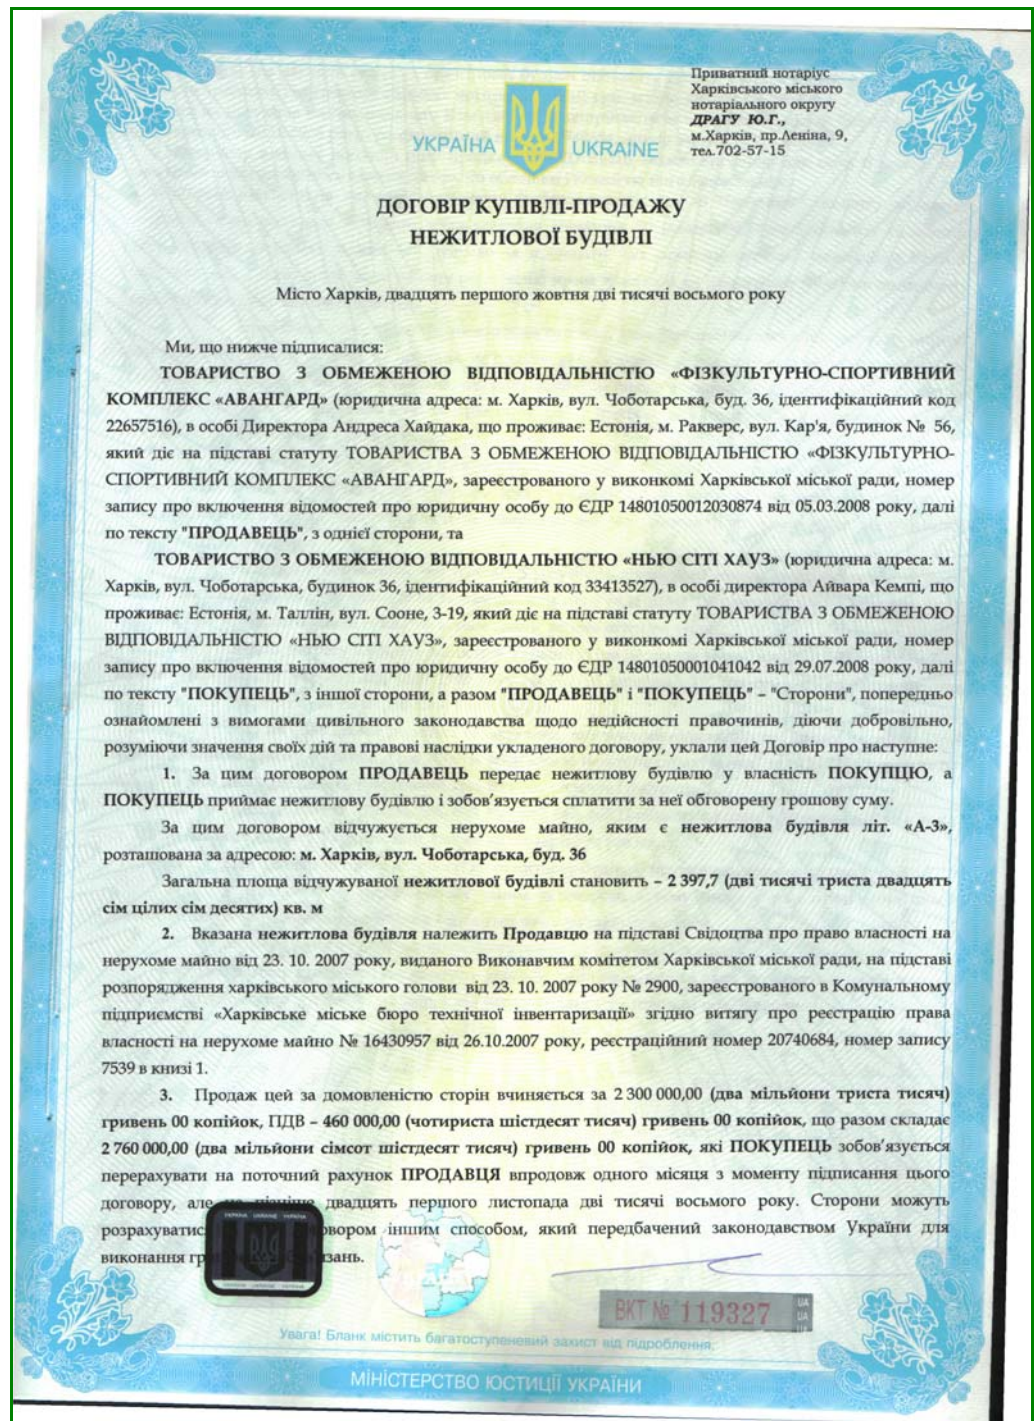 Приватний нотаріус
Харківського міського
нотаріального округу
ДРАГУ Ю.Г.,
м.Харків, пр.Леніна, 9,
тел.702-57-15
УКРАЇНА UKRAINE
ДОГОВІР КУПІВЛІ-ПРОДАЖУ
НЕЖИТЛОВОЇ БУДІВЛІ
Місто Харків, двадцять першого жовтня дві тисячі восьмого року
Ми, що нижче підписалися:
ТОВАРИСТВО З ОБМЕЖЕНОЮ ВІДПОВІДАЛЬНІСТЮ «ФІЗКУЛЬТУРНО-СПОРТИВНИЙ
КОМПЛЕКС «АВАНГАРД» (юридична адреса: м. Харків, вул. Чоботарська, буд. 36, ідентифікаційний код
22657516), в особі Директора Андреса Хайдака, що проживає: Естонія, м. Ракверс, вул. Кар'я, будинок № 56,
який діє на підставі статуту ТОВАРИСТВА З ОБМЕЖЕНОЮ ВІДПОВІДАЛЬНІСТЮ «ФІЗКУЛЬТУРНО-
СПОРТИВНИЙ КОМПЛЕКС «АВАНГАРД», зареєстрованого у виконкомі Харківської міської ради, номер
запису про включення відомостей про юридичну особу до ЄДР 14801050012030874 від 05.03.2008 року, далі
по тексту "ПРОДАВЕЦЬ", з однієї сторони, та
ТОВАРИСТВО З ОБМЕЖЕНОЮ ВІДПОВІДАЛЬНІСТЮ «НЬЮ СІТІ ХАУЗ» (юридична адреса: м.
Харків, вул. Чоботарська, будинок 36, ідентифікаційний код 33413527), в особі директора Айвара Кемпі, що
проживає: Естонія, м. Таллін, вул. Сооне, 3-19, який діє на підставі статуту ТОВАРИСТВА З ОБМЕЖЕНОЮ
ВІДПОВІДАЛЬНІСТЮ «НЬЮ СІТІ ХАУЗ», зареєстрованого у виконкомі Харківської міської ради, номер
запису про включення відомостей про юридичну особу до ЄДР 14801050001041042 від 29.07.2008 року, далі
по тексту "ПОКУПЕЦЬ", з іншої сторони, а разом "ПРОДАВЕЦЬ" і "ПОКУПЕЦЬ" – "Сторони", попередньо
ознайомлені з вимогами цивільного законодавства щодо недійсності правочинів, діючи добровільно,
розуміючи значення своїх дій та правові наслідки укладеного договору, уклали цей Договір про наступне:
1. За цим договором ПРОДАВЕЦЬ передає нежитлову будівлю у власність ПОКУПЦЮ, а
ПОКУПЕЦЬ приймає нежитлову будівлю і зобов'язується сплатити за неї обговорену грошову суму.
За цим договором відчужується нерухоме майно, яким є нежитлова будівля літ. «А-3»,
розташована за адресою: м. Харків, вул. Чоботарська, буд. 36
Загальна площа відчужуваної нежитлової будівлі становить – 2 397,7 (дві тисячі триста двадцять
сім цілих сім десятих) кв. м
2. Вказана нежитлова будівля належить Продавцю на підставі Свідоцтва про право власності на
нерухоме майно від 23. 10. 2007 року, виданого Виконавчим комітетом Харківської міської ради, на підставі
розпорядження харківського міського голови від 23. 10. 2007 року № 2900, зареєстрованого в Комунальному
підприємстві «Харківське міське бюро технічної інвентаризації» згідно витягу про реєстрацію права
власності на нерухоме майно № 16430957 від 26.10.2007 року, реєстраційний номер 20740684, номер запису
7539 в книзі 1.
3. Продаж цей за домовленістю сторін вчиняється за 2 300 000,00 (два мільйони триста тисяч)
гривень 00 копійок, ПДВ – 460 000,00 (чотириста шістдесят тисяч) гривень 00 копійок, що разом складає
2 760 000,00 (два мільйони сімсот шістдесят тисяч) гривень 00 копійок, які ПОКУПЕЦЬ зобов'язується
перерахувати на поточний рахунок ПРОДАВЦЯ впродовж одного місяця з моменту підписання цього
договору, але не пізніше двадцять першого листопада дві тисячі восьмого року. Сторони можуть
іншим способом, який передбачений законодавством України для
виконання
УКРАЇНА UKRAINE УКРАЇНА
ВКТ № 119327
UA
UA
Увага! Бланк містить багатоступеневий захист від підроблення.
МІНІСТЕРСТВО ЮСТИЦІЇ УКРАЇНИ